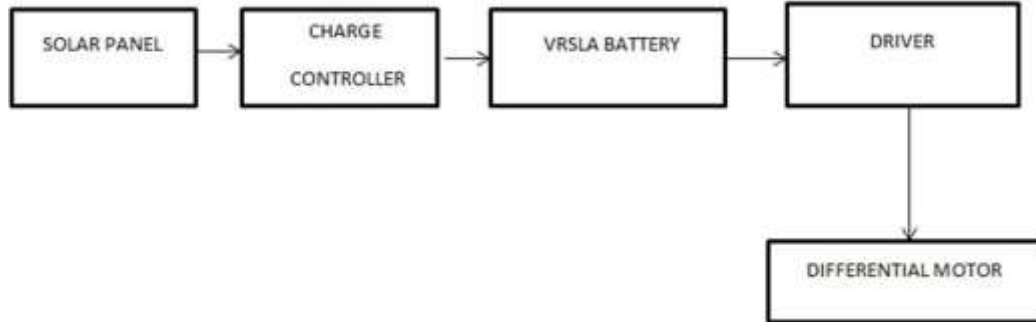 SOLAR PANEL
CHARGE
CONTROLLER
VRSLA BATTERY
DRIVER
DIFFERENTIAL MOTOR